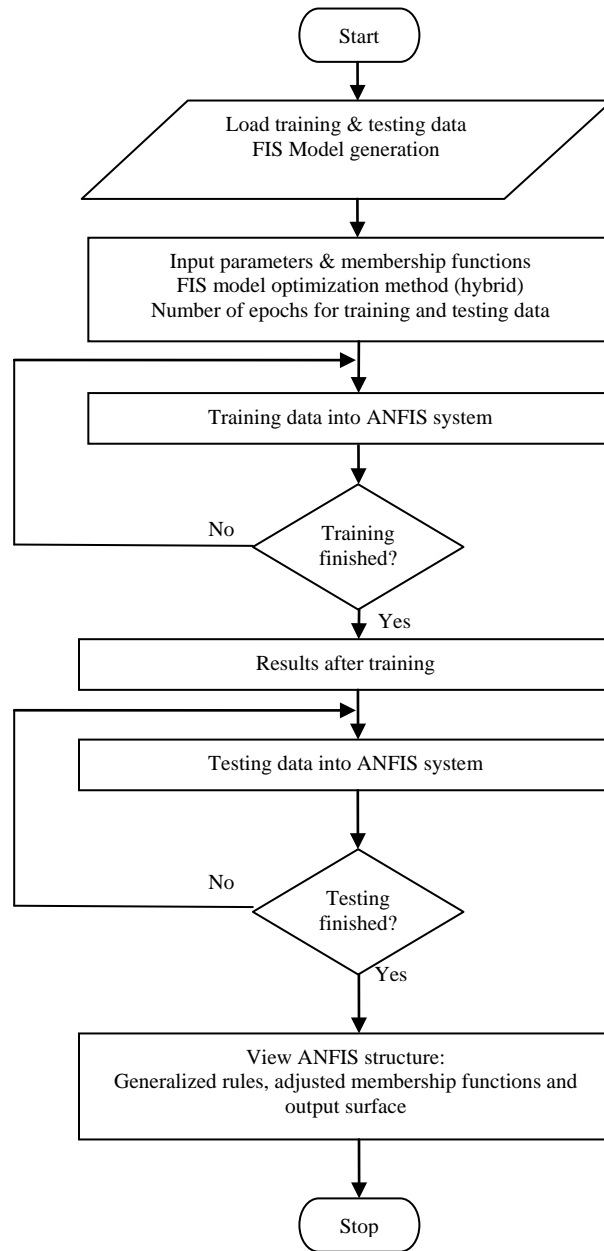 Start
Load training & testing data
FIS Model generation
Input parameters & membership functions
FIS model optimization method (hybrid)
Number of epochs for training and testing data
Training data into ANFIS system
No
Training
finished?
Yes
Results after training
Testing data into ANFIS system
No
Testing
finished?
Yes
View ANFIS structure:
Generalized rules, adjusted membership functions and
output surface
Stop